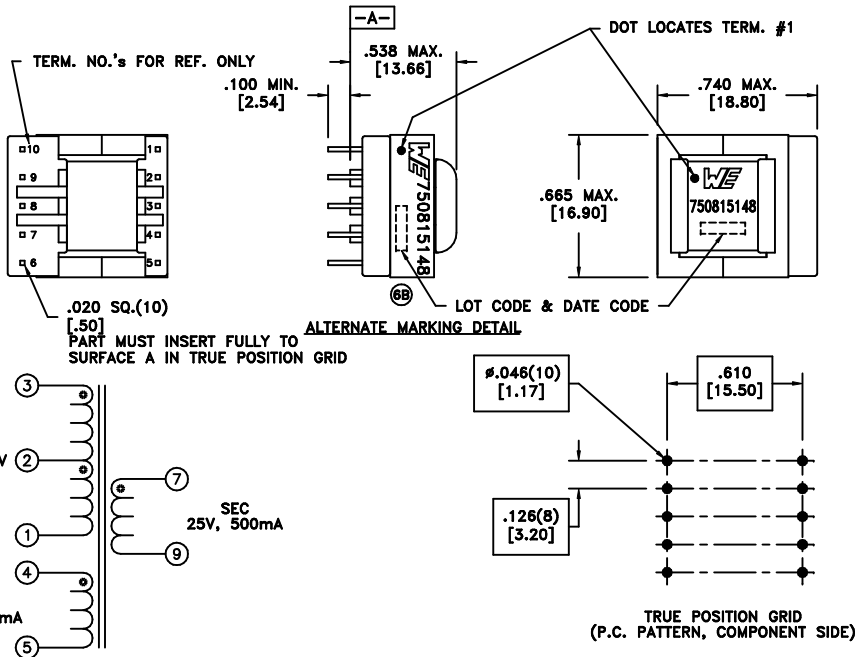 -A-
DOT LOCATES TERM. #1
TERM. NO.'s FOR REF. ONLY
.538 MAX.
[13.66]
.100 MIN.
[2.54]
.740 MAX.
[18.80]
10
9
8
7
6
1
2
3
4
5
WE 750815148
.665 MAX.
[16.90]
WE
750815148
6B
LOT CODE & DATE CODE
.020 SQ.(10)
[.50]
ALTERNATE MARKING DETAIL
PART MUST INSERT FULLY TO
SURFACE A IN TRUE POSITION GRID
3
V
2
1
4
mA
5
7
SEC
25V, 500mA
9
ø.046(10)
[1.17]
.610
[15.50]
.126(8)
[3.20]
TRUE POSITION GRID
(P.C. PATTERN, COMPONENT SIDE)